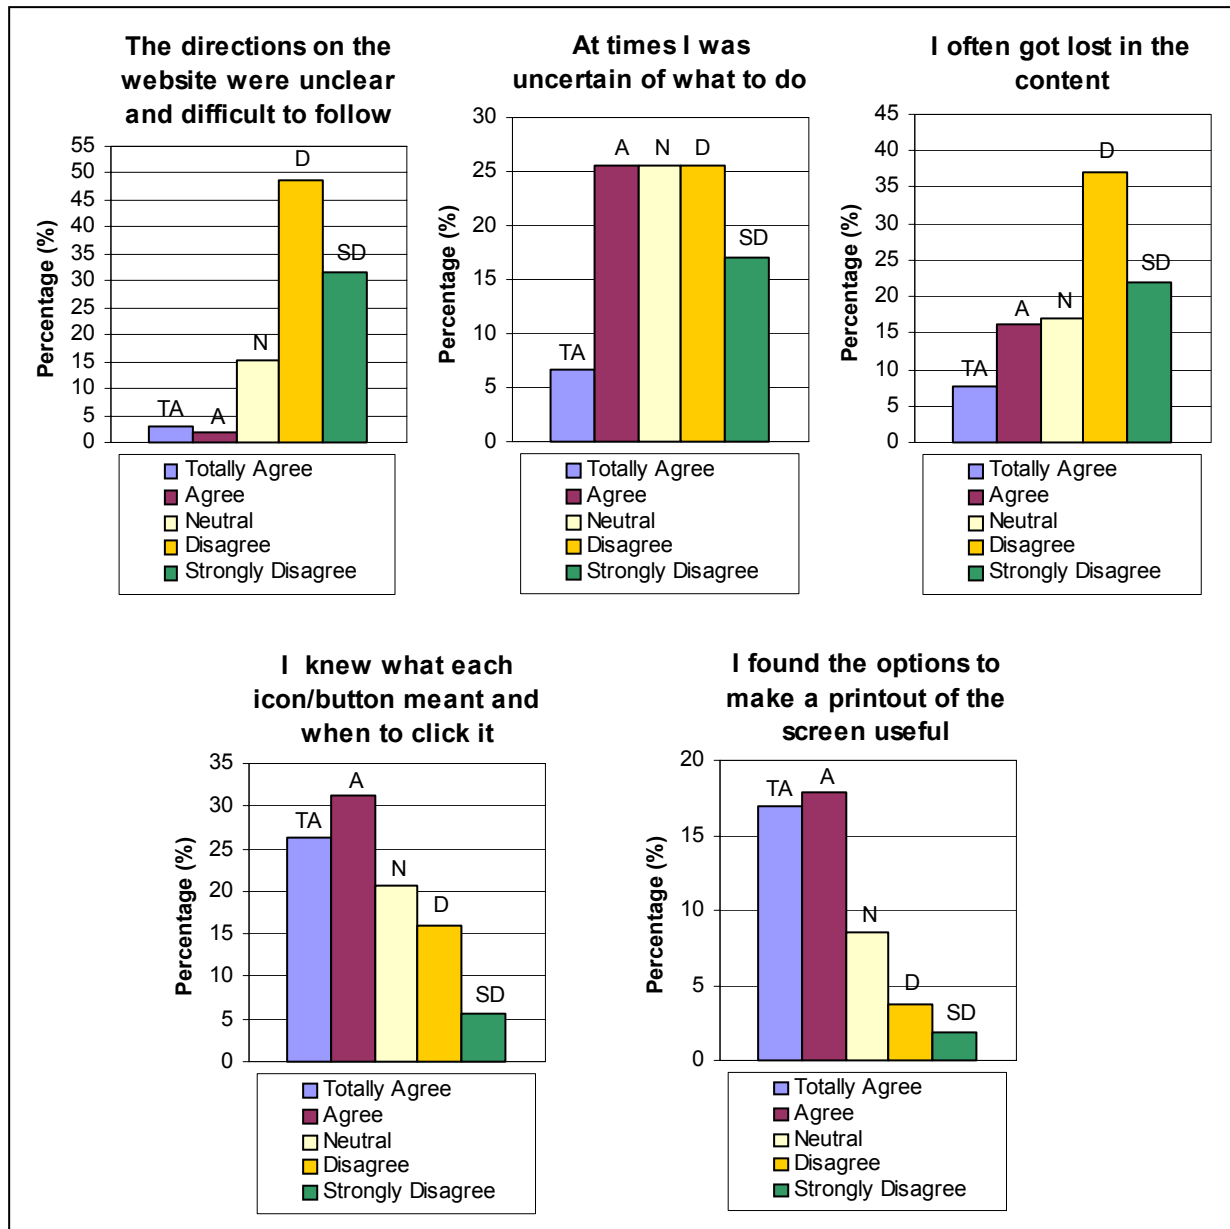 The directions on the
website were unclear
and difficult to follow
55
50
45
40
35
30
25
20
15
10
5
0
Percentage (%)
TA
A
N
D
SD
Totally Agree
Agree
Neutral
Disagree
Strongly Disagree
At times I was
uncertain of what to do
30
25
20
15
10
5
0
Percentage (%)
TA
A
N
D
SD
Totally Agree
Agree
Neutral
Disagree
Strongly Disagree
I often got lost in the
content
45
40
35
30
25
20
15
10
5
0
Percentage (%)
TA
A
N
D
SD
Totally Agree
Agree
Neutral
Disagree
Strongly Disagree
I knew what each
icon/button meant and
when to click it
35
30
25
20
15
10
5
0
Percentage (%)
TA
A
N
D
SD
Totally Agree
Agree
Neutral
Disagree
Strongly Disagree
I found the options to
make a printout of the
screen useful
20
15
10
5
0
Percentage (%)
TA
A
N
D
SD
Totally Agree
Agree
Neutral
Disagree
Strongly Disagree